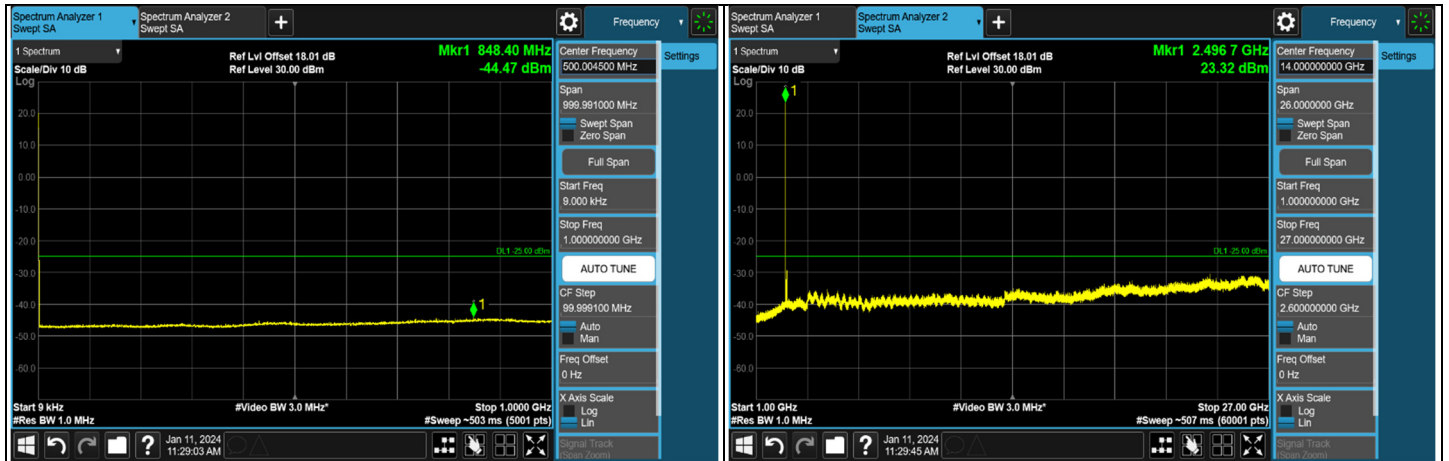 Spectrum Analyzer 1
Swept SA
Spectrum Analyzer 2
Swept SA
Frequency
1 Spectrum
Scale/Div 10 dB
Log
Ref Lvl Offset 18.01 dB
Ref Level 30.00 dBm
Mkr1 848.40 MHz
-44.47 dBm
20.0
10.0
0.00
-10.0
-20.0
-30.0
-40.0
-50.0
-60.0
DL1 -25.00 dBm
1
Start 9 kHz
#Res BW 1.0 MHz
#Video BW 3.0 MHz*
Stop 1.0000 GHz
#Sweep ~503 ms (5001 pts)
Center Frequency
500.004500 MHz
Settings
Span
999.991000 MHz
Swept Span
Zero Span
Full Span
Start Freq
9.000 kHz
Stop Freq
1.000000000 GHz
AUTO TUNE
CF Step
99.999100 MHz
Auto
Man
Freq Offset
0 Hz
X Axis Scale
Log
Lin
Signal Track
(Span Zoom)
?
Jan 11, 2024
11:29:03 AM
Spectrum Analyzer 1
Swept SA
Spectrum Analyzer 2
Swept SA
Frequency
1 Spectrum
Scale/Div 10 dB
Log
Ref Lvl Offset 18.01 dB
Ref Level 30.00 dBm
Mkr1 2.496 7 GHz
23.32 dBm
20.0
10.0
0.00
-10.0
-20.0
-30.0
-40.0
-50.0
-60.0
DL1 -25.00 dBm
1
Start 1.00 GHz
#Res BW 1.0 MHz
#Video BW 3.0 MHz*
Stop 27.00 GHz
#Sweep ~503 ms (60001 pts)
Center Frequency
14.000000000 GHz
Settings
Span
26.0000000 GHz
Swept Span
Zero Span
Full Span
Start Freq
1.000000000 GHz
Stop Freq
27.000000000 GHz
AUTO TUNE
CF Step
2.600000000 GHz
Auto
Man
Freq Offset
0 Hz
X Axis Scale
Log
Lin
Signal Track
(Span Zoom)
?
Jan 11, 2024
11:29:45 AM